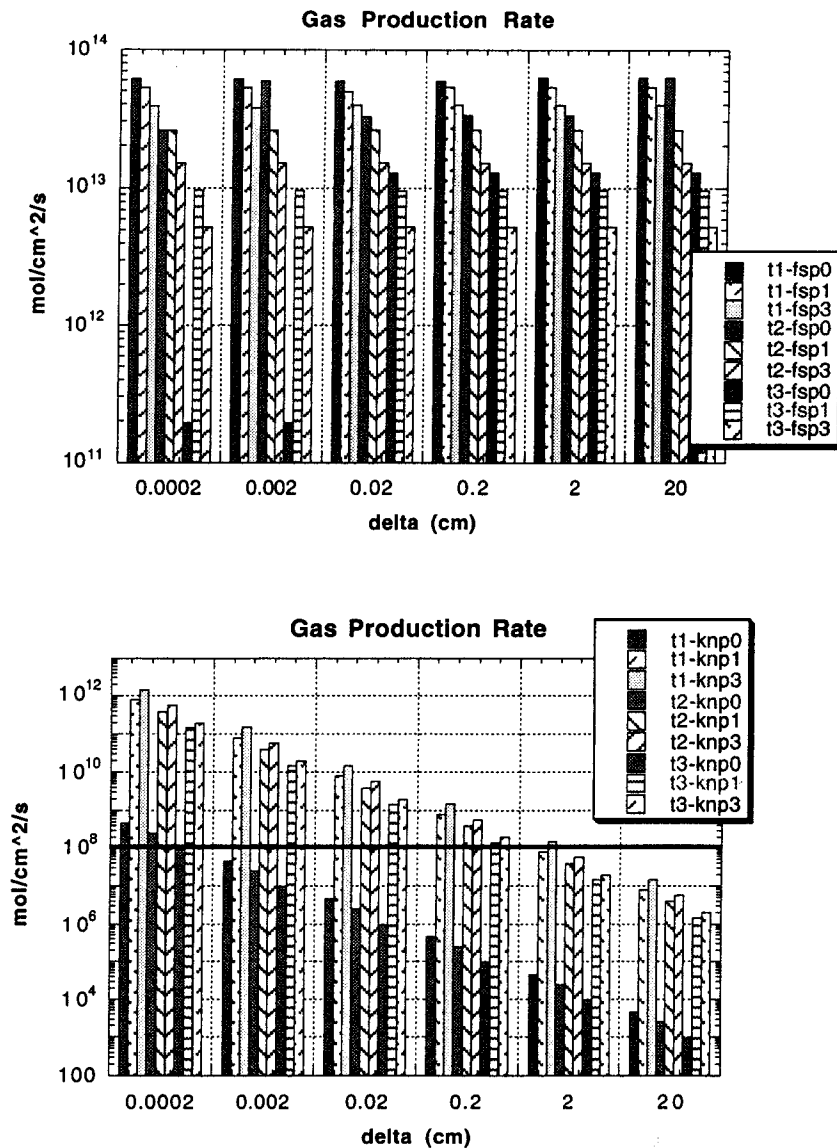 Gas Production Rate
10^14
10^13
10^12
10^11
mol/cm^2/s
0.0002 0.002 0.02 0.2 2 20
delta (cm)
t1-fsp0
t1-fsp1
t1-fsp3
t2-fsp0
t2-fsp1
t2-fsp3
t3-fsp0
t3-fsp1
t3-fsp3
Gas Production Rate
t1-knp0
t1-knp1
t1-knp3
t2-knp0
t2-knp1
t2-knp3
t3-knp0
t3-knp1
t3-knp3
10^12
10^10
10^8
10^6
10^4
100
mol/cm^2/s
0.0002 0.002 0.02 0.2 2 20
delta (cm)